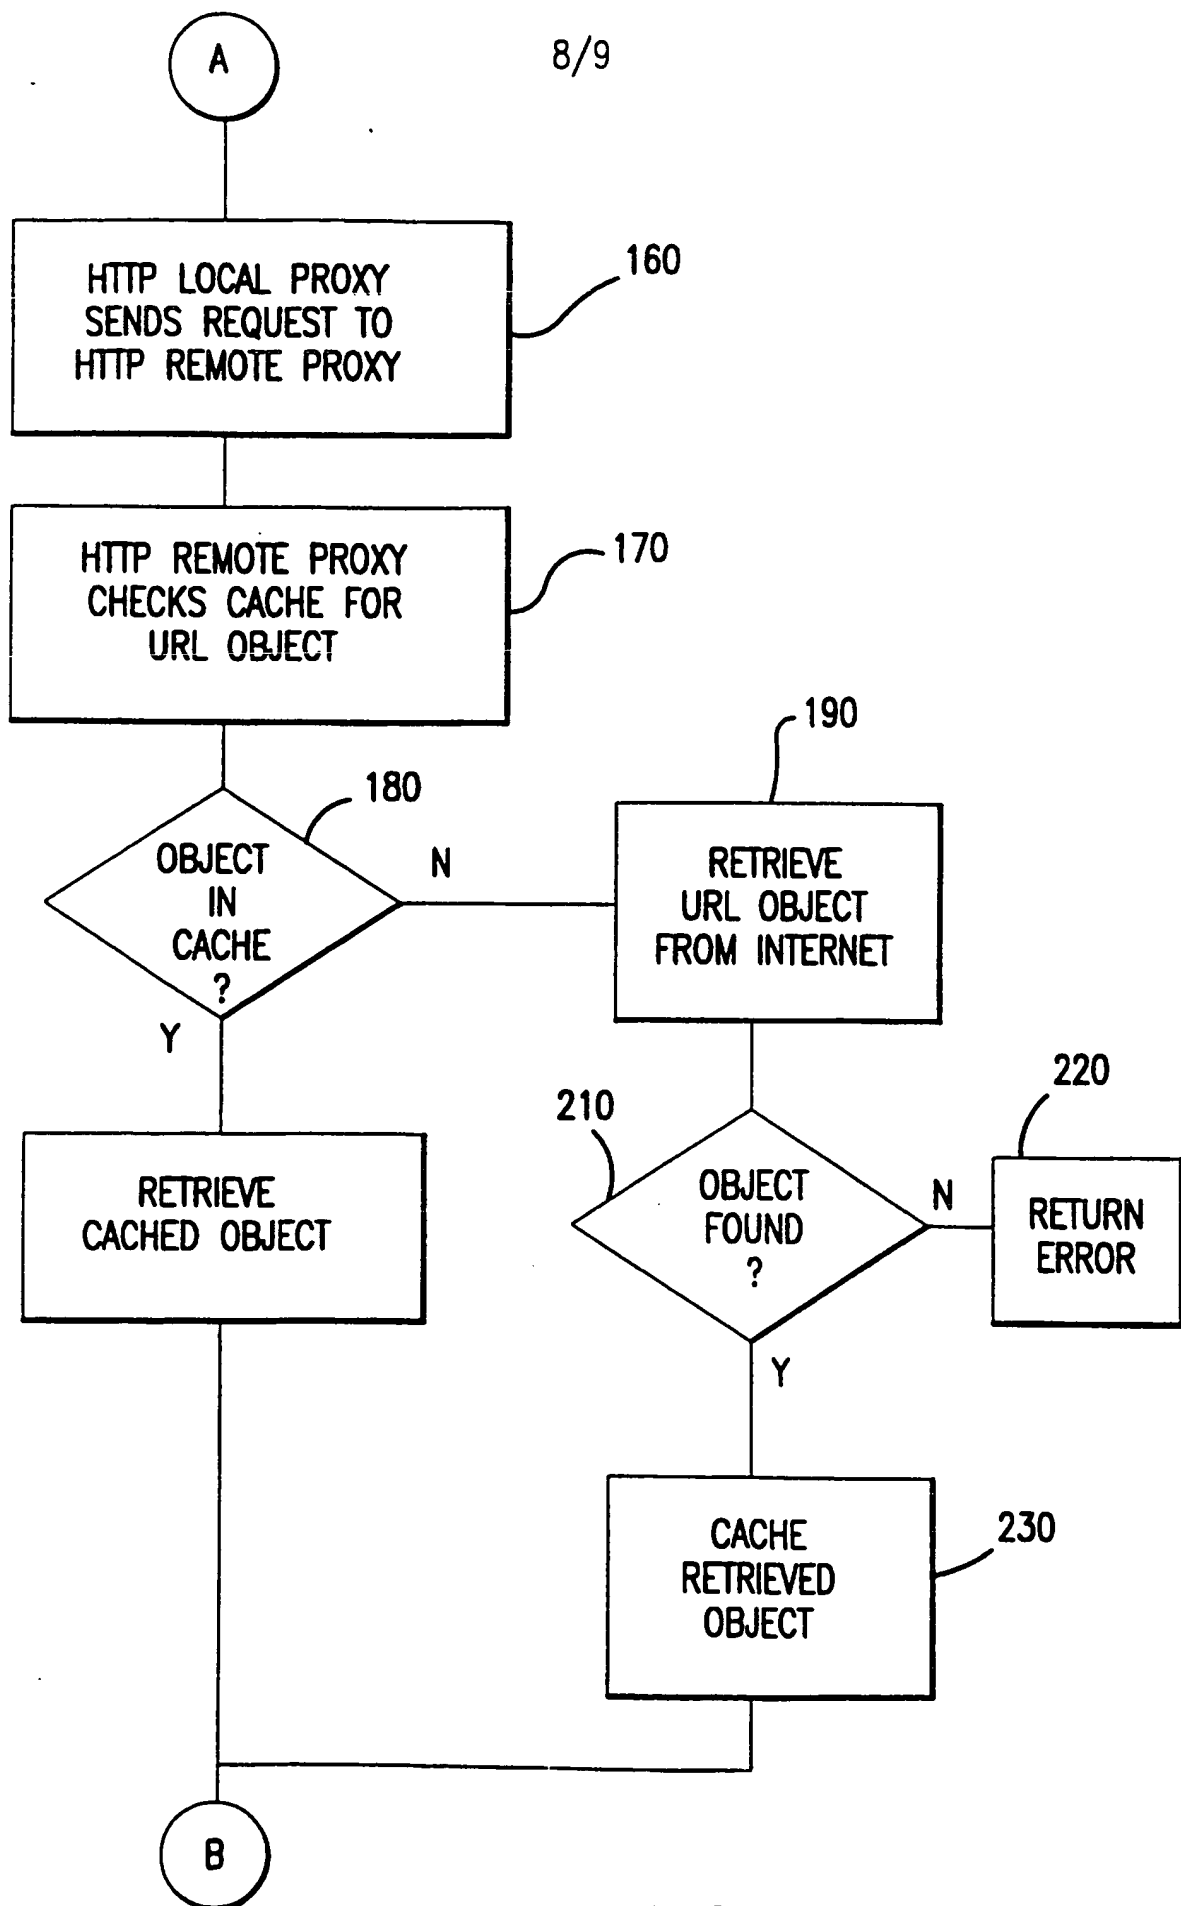 8/9
A
HTTP LOCAL PROXY
SENDS REQUEST TO
HTTP REMOTE PROXY
160
HTTP REMOTE PROXY
CHECKS CACHE FOR
URL OBJECT
170
180
OBJECT
IN
CACHE
?
N
Y
190
RETRIEVE
URL OBJECT
FROM INTERNET
RETRIEVE
CACHED OBJECT
210
OBJECT
FOUND
?
N
Y
220
RETURN
ERROR
CACHE
RETRIEVED
OBJECT
230
B